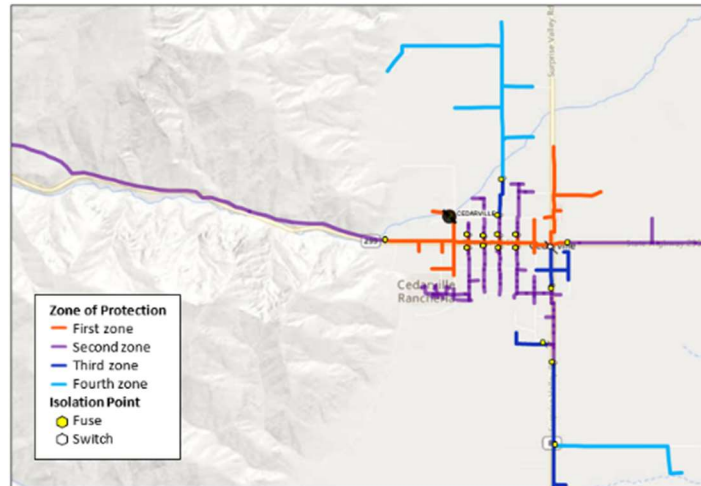 Surprise Valley Rd
CEDARVILLE
299
Cedarville
Rancheria
Zone of Protection
First zone
Second zone
Third zone
Fourth zone
Isolation Point
Fuse
Switch